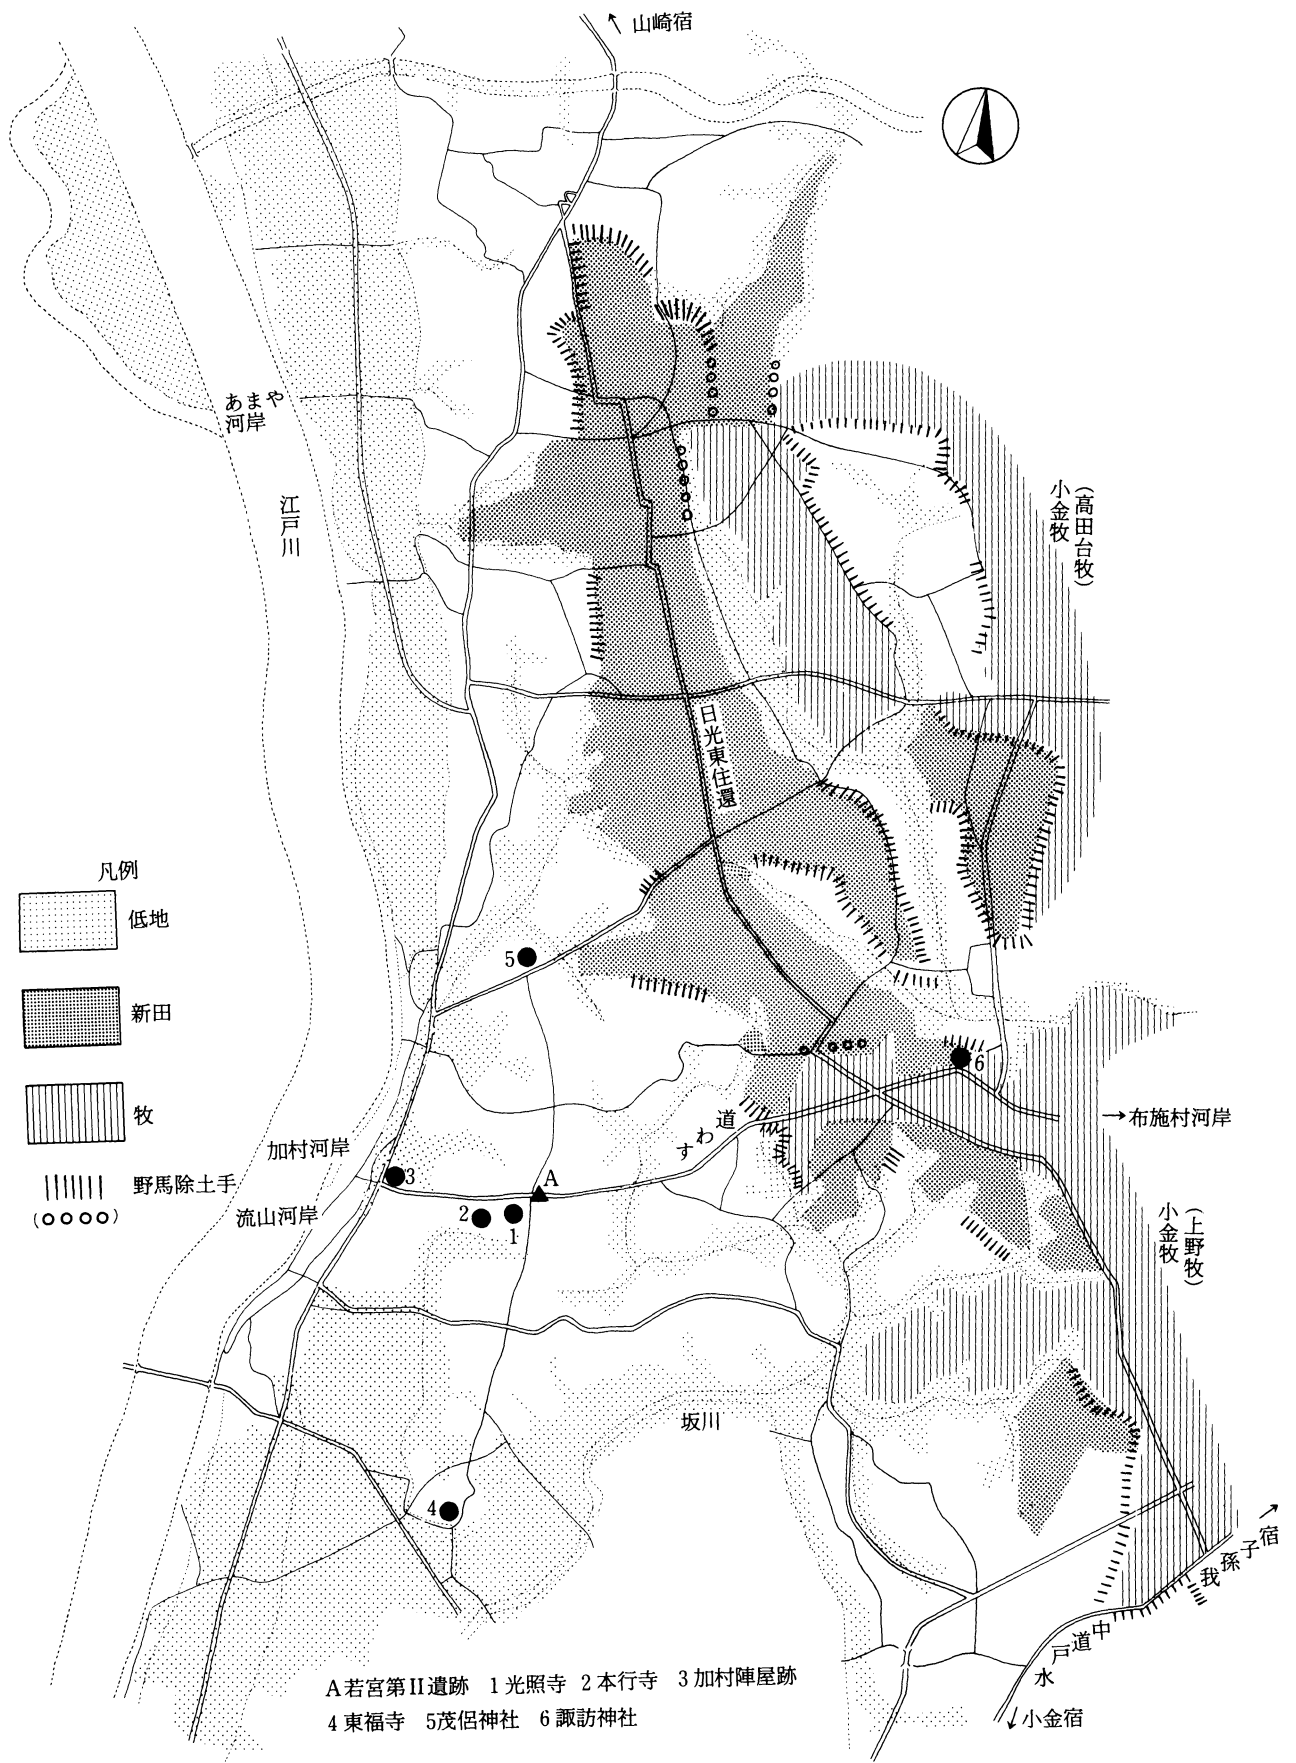 ↑ 山崎宿
あまや
河岸
江戸川
(高田台牧)
小金牧
日光東住還
凡例
低地
新田
牧
野馬除土手
(○○○○)
5
6
→布施村河岸
すわ道
加村河岸
流山河岸
3
A
2
1
(上野牧)
小金牧
坂川
4
我孫子宿
水戸道中
小金宿
A若宮第II遺跡 1光照寺 2本行寺 3加村陣屋跡
4東福寺 5茂侶神社 6諏訪神社